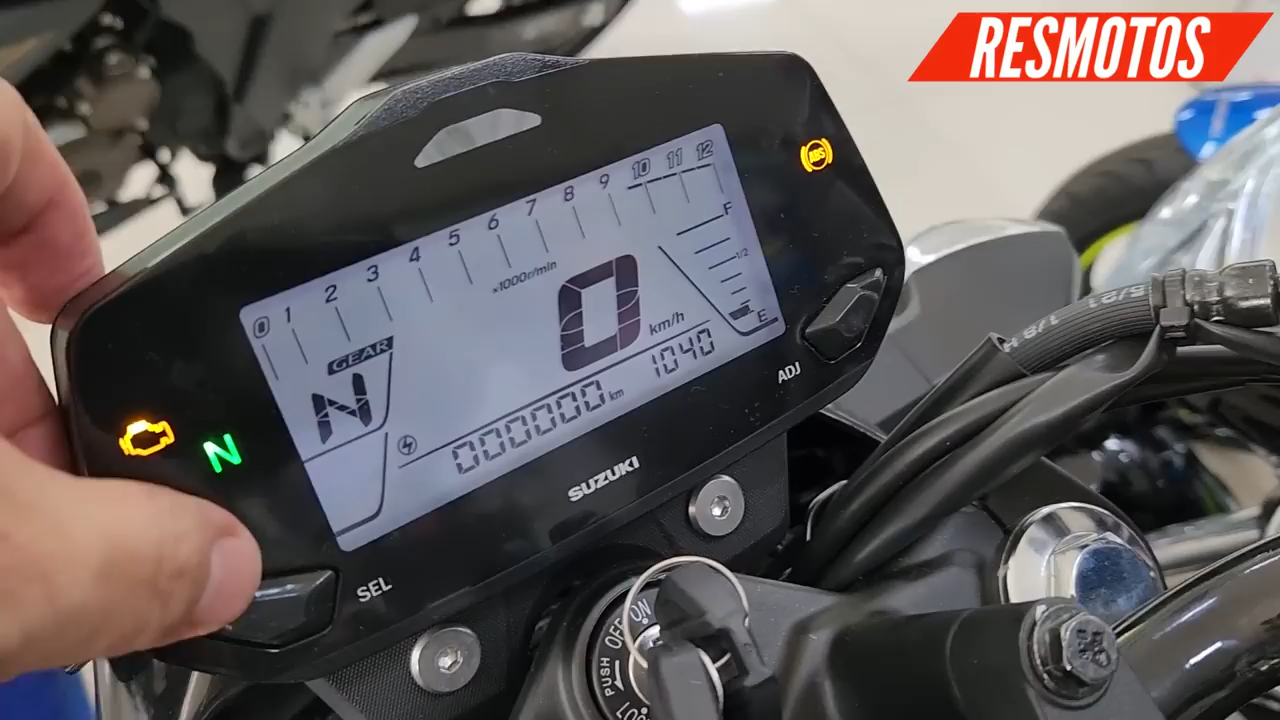 RESMOTOS
ABS
0 1 2 3 4 5 6 7 8 9 10 11 12
×1000r/min
F
1/2
E
GEAR
N
0
km/h
N
000000 km
1040
ADJ
SUZUKI
SEL
ON
OFF
PUSH